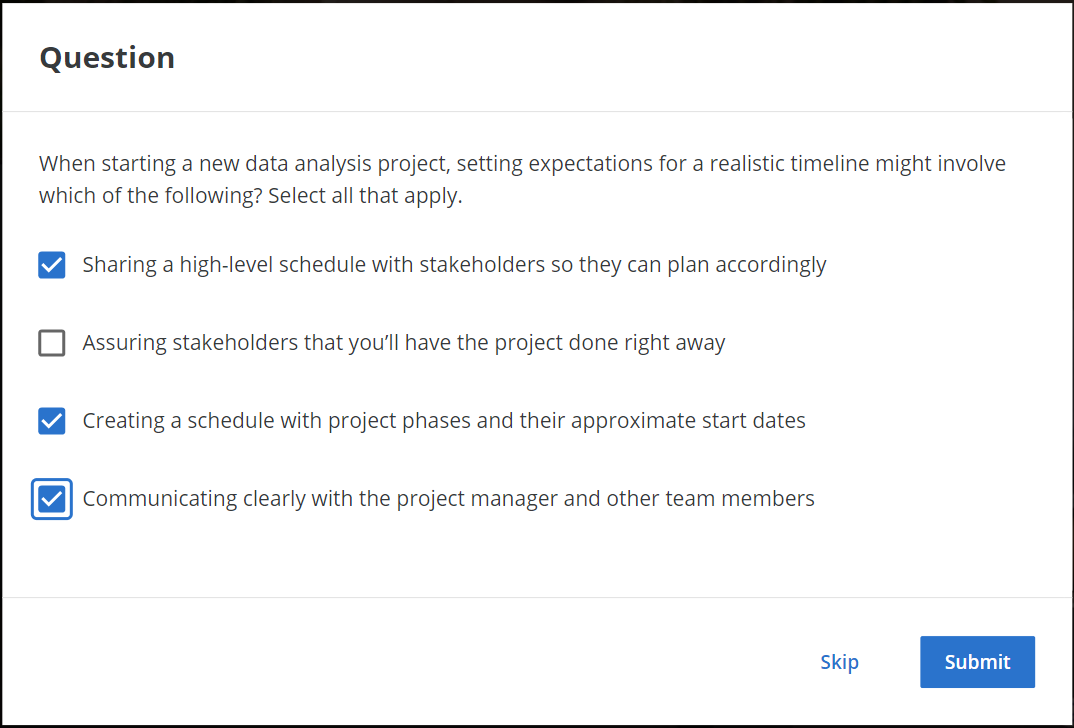 Question
When starting a new data analysis project, setting expectations for a realistic timeline might involve
which of the following? Select all that apply.
Sharing a high-level schedule with stakeholders so they can plan accordingly
Assuring stakeholders that you’ll have the project done right away
Creating a schedule with project phases and their approximate start dates
Communicating clearly with the project manager and other team members
Skip
Submit